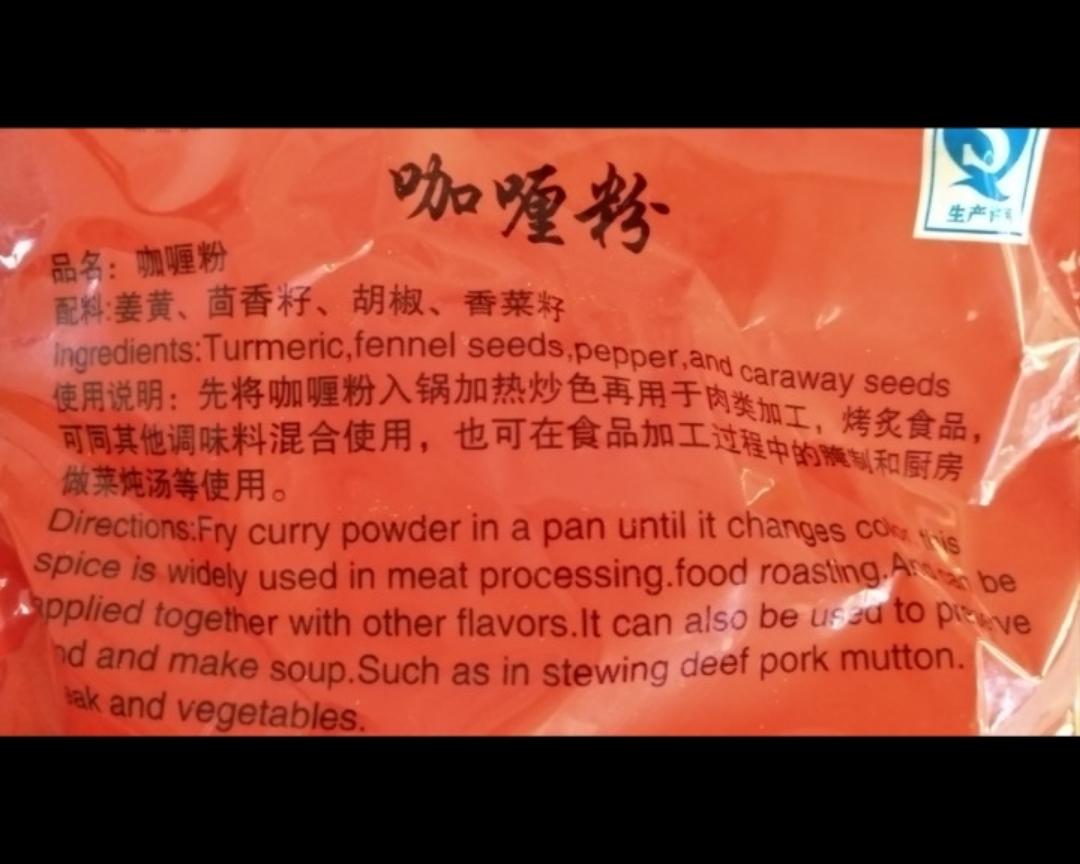 咖喱粉
生产
品名：咖喱粉
配料:姜黄、茴香籽、胡椒、香菜籽
Ingredients:Turmeric,fennel seeds,pepper,and caraway seeds
使用说明：先将咖喱粉入锅加热炒色再用于肉类加工，烤炙食品，
可同其他调味料混合使用，也可在食品加工过程中的腌制和厨房
做菜炖汤等使用。
Directions:Fry curry powder in a pan until it changes this
spice is widely used in meat processing.food roasting. be
applied together with other flavors.It can also be used to
and make soup.Such as in stewing deef pork mutton.
and vegetables.